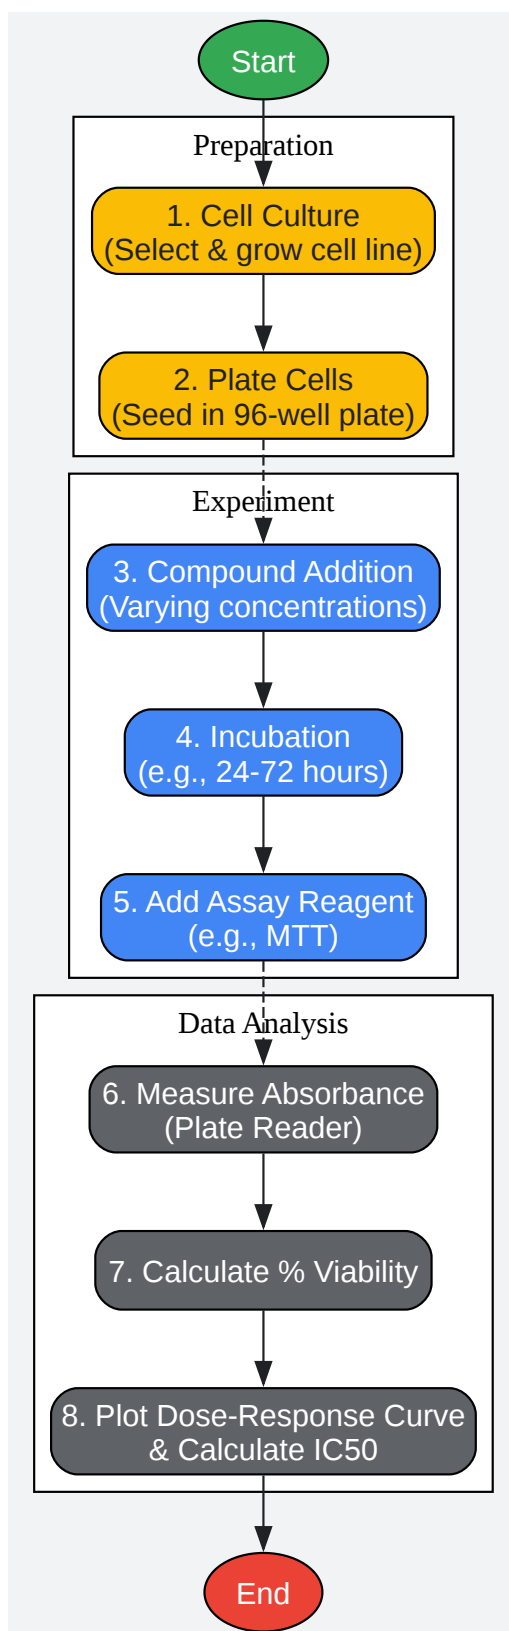 Start
Preparation
1. Cell Culture
(Select & grow cell line)
2. Plate Cells
(Seed in 96-well plate)
Experiment
3. Compound Addition
(Varying concentrations)
4. Incubation
(e.g., 24-72 hours)
5. Add Assay Reagent
(e.g., MTT)
Data Analysis
6. Measure Absorbance
(Plate Reader)
7. Calculate % Viability
8. Plot Dose-Response Curve
& Calculate IC50
End